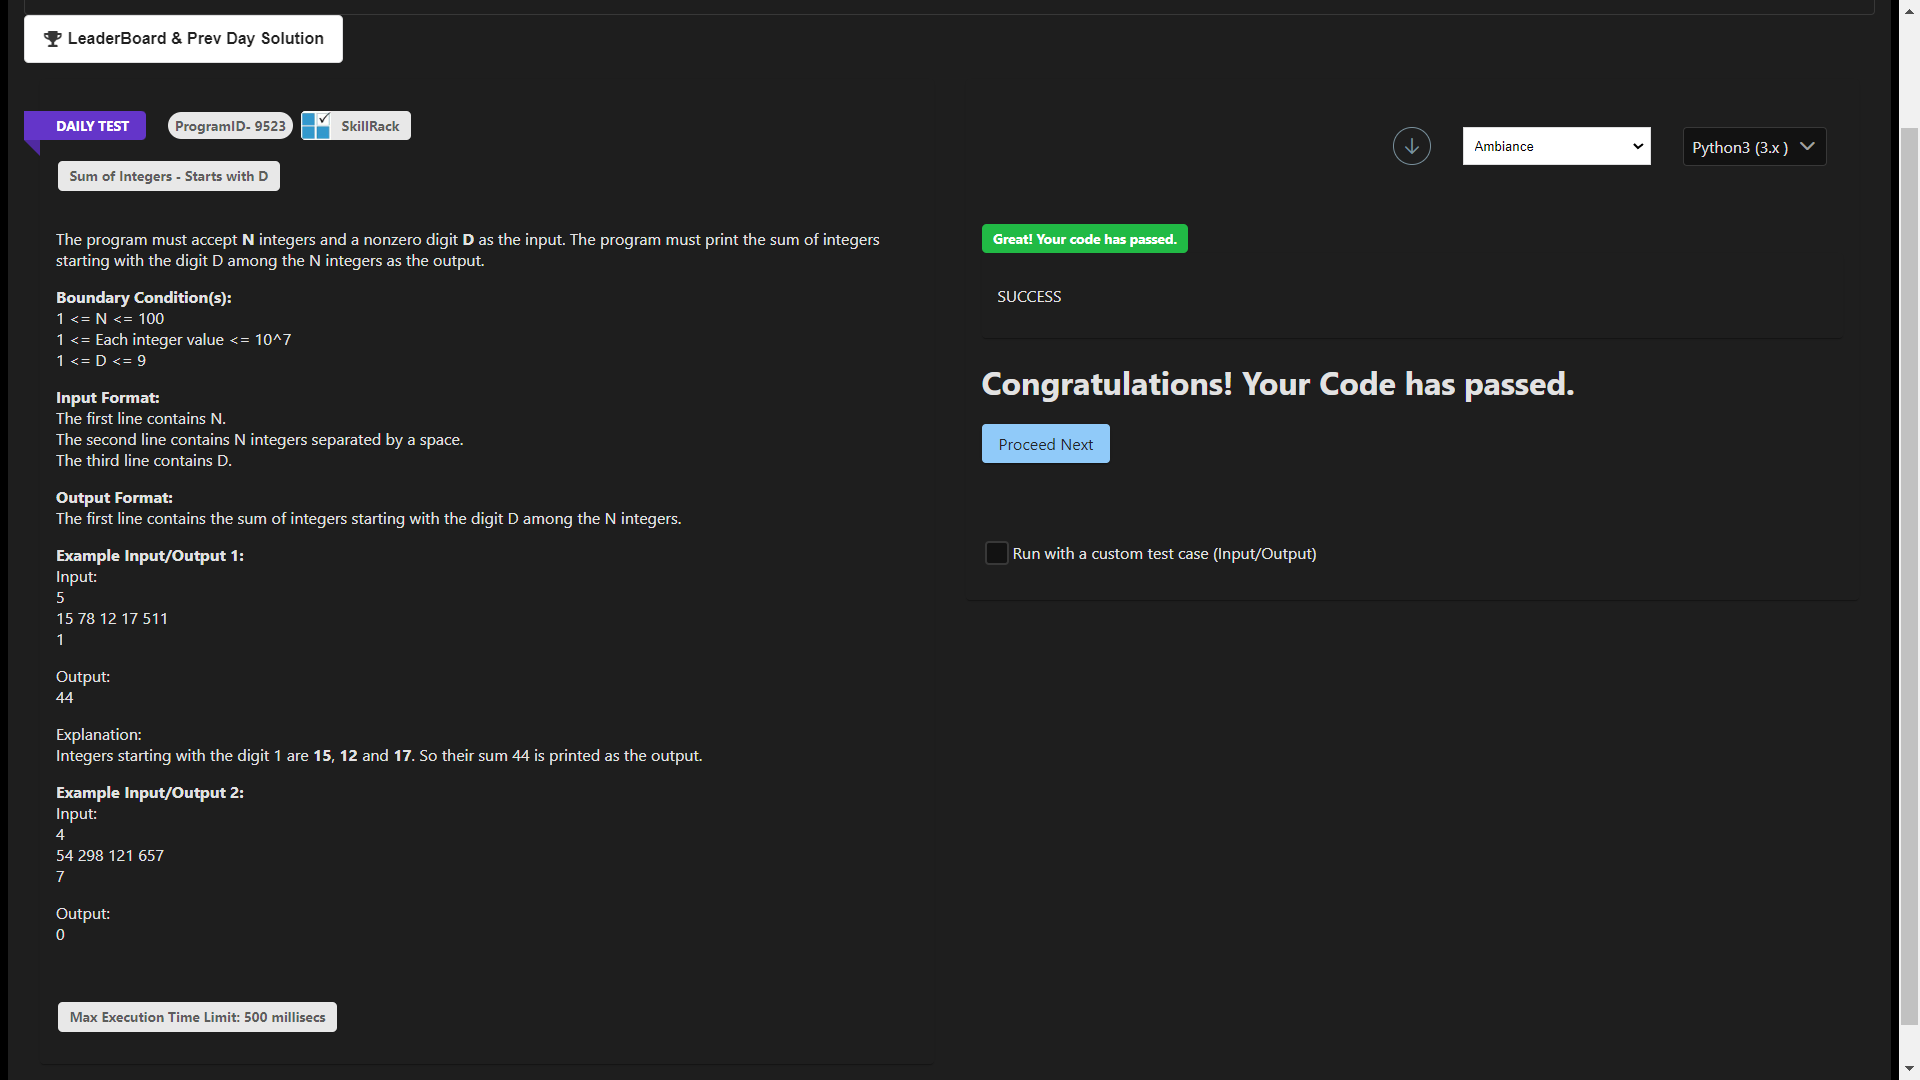 LeaderBoard & Prev Day Solution
DAILY TEST
ProgramID- 9523
SkillRack
Ambiance
Python3 (3.x )
Sum of Integers - Starts with D
The program must accept N integers and a nonzero digit D as the input. The program must print the sum of integers
starting with the digit D among the N integers as the output.
Boundary Condition(s):
1 <= N <= 100
1 <= Each integer value <= 10^7
1 <= D <= 9
Input Format:
The first line contains N.
The second line contains N integers separated by a space.
The third line contains D.
Output Format:
The first line contains the sum of integers starting with the digit D among the N integers.
Example Input/Output 1:
Input:
5
15 78 12 17 511
1
Output:
44
Explanation:
Integers starting with the digit 1 are 15, 12 and 17. So their sum 44 is printed as the output.
Example Input/Output 2:
Input:
4
54 298 121 657
7
Output:
0
Max Execution Time Limit: 500 millisecs
Great! Your code has passed.
SUCCESS
Congratulations! Your Code has passed.
Proceed Next
Run with a custom test case (Input/Output)